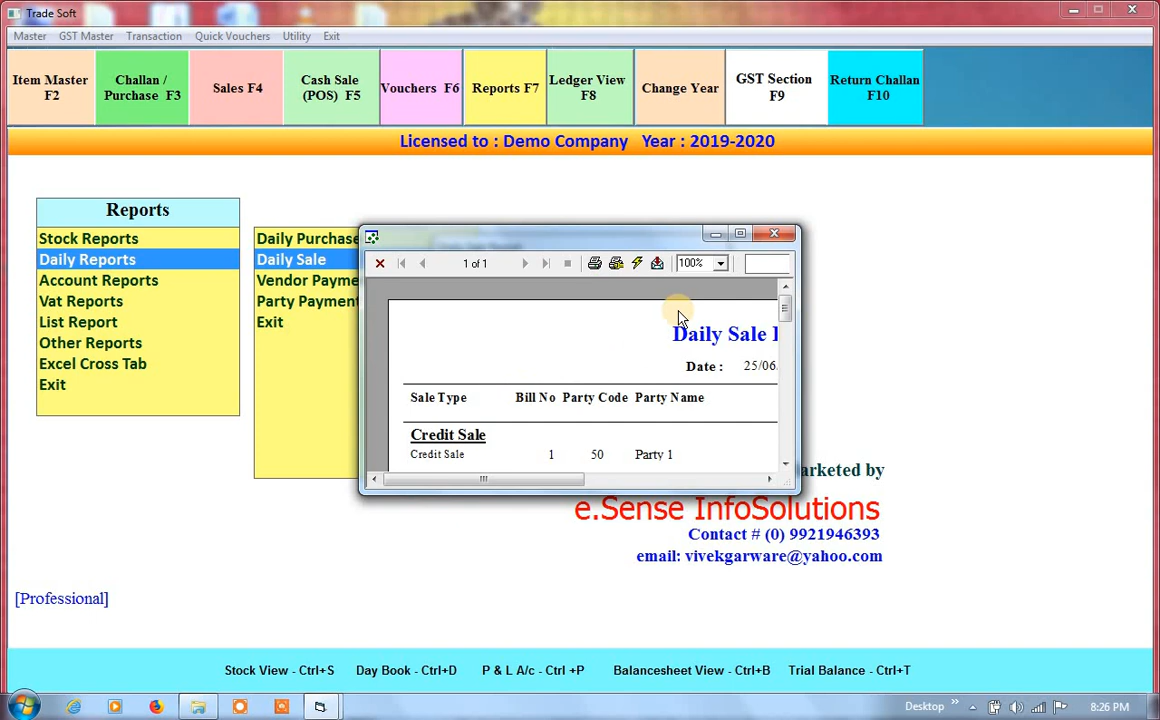 Trade Soft
Master GST Master Transaction Quick Vouchers Utility Exit
Item Master F2
Challan / Purchase F3
Sales F4
Cash Sale (POS) F5
Vouchers F6
Reports F7
Ledger View F8
Change Year
GST Section F9
Return Challan F10
Licensed to : Demo Company Year : 2019-2020
Reports
Stock Reports
Daily Reports
Account Reports
Vat Reports
List Report
Other Reports
Excel Cross Tab
Exit
Daily Purchase
Daily Sale
Vendor Payme
Party Payment
Exit
1 of 1
100%
Daily Sale
Date : 25/06
Sale Type Bill No Party Code Party Name
Credit Sale
Credit Sale 1 50 Party 1
arketed by
e.Sense InfoSolutions
Contact # (0) 9921946393
email: vivekgarware@yahoo.com
[Professional]
Stock View - Ctrl+S Day Book - Ctrl+D P & L A/c - Ctrl +P Balancesheet View - Ctrl+B Trial Balance - Ctrl+T
Desktop 8:26 PM